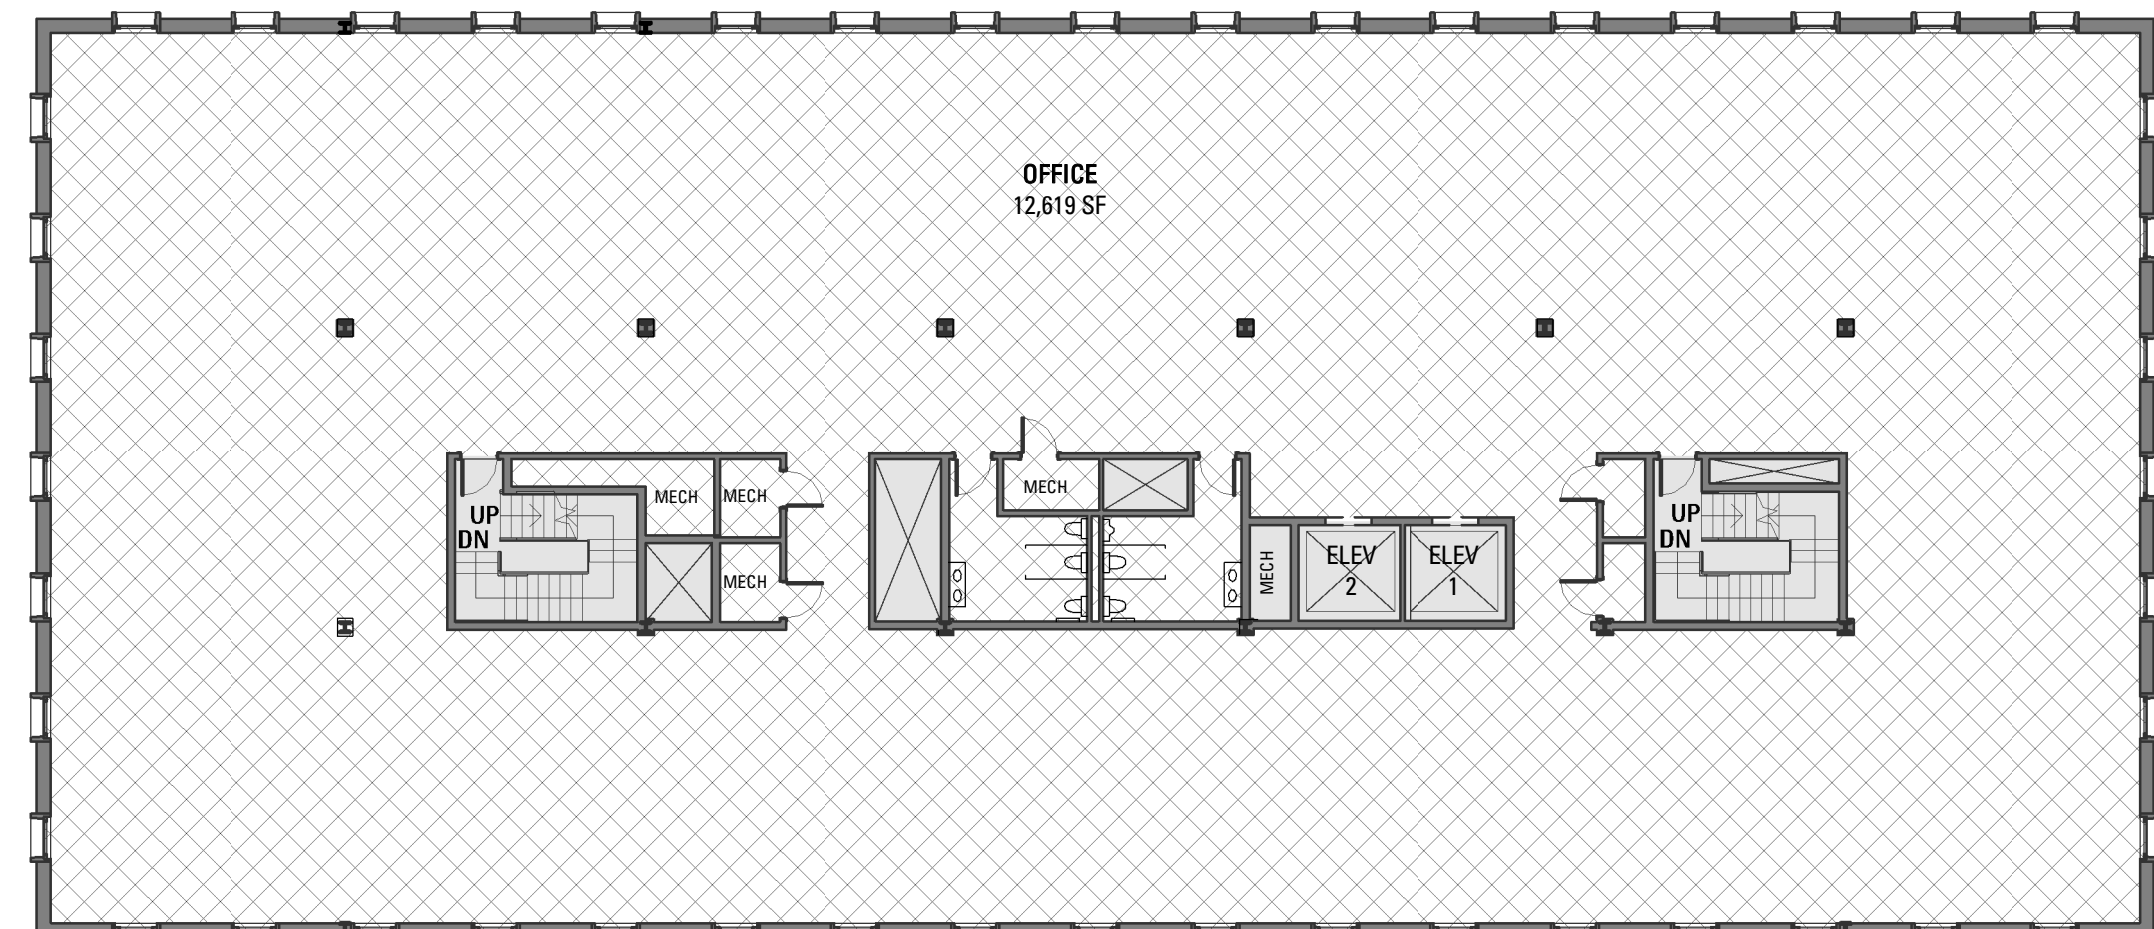 OFFICE
12,619 SF
MECH
MECH
MECH
UP
DN
MECH
MECH
ELEV
2
ELEV
1
UP
DN